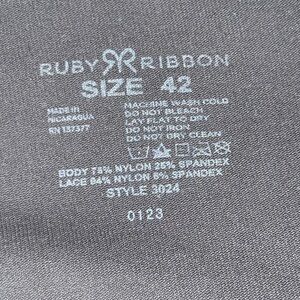 RUBY RIBBON
SIZE 42
MADE IN
NICARAGUA
RN 137377
MACHINE WASH COLD
DO NOT BLEACH
LAY FLAT TO DRY
DO NOT IRON
DO NOT DRY CLEAN
BODY 75% NYLON 25% SPANDEX
LACE 94% NYLON 6% SPANDEX
STYLE 3024
0123